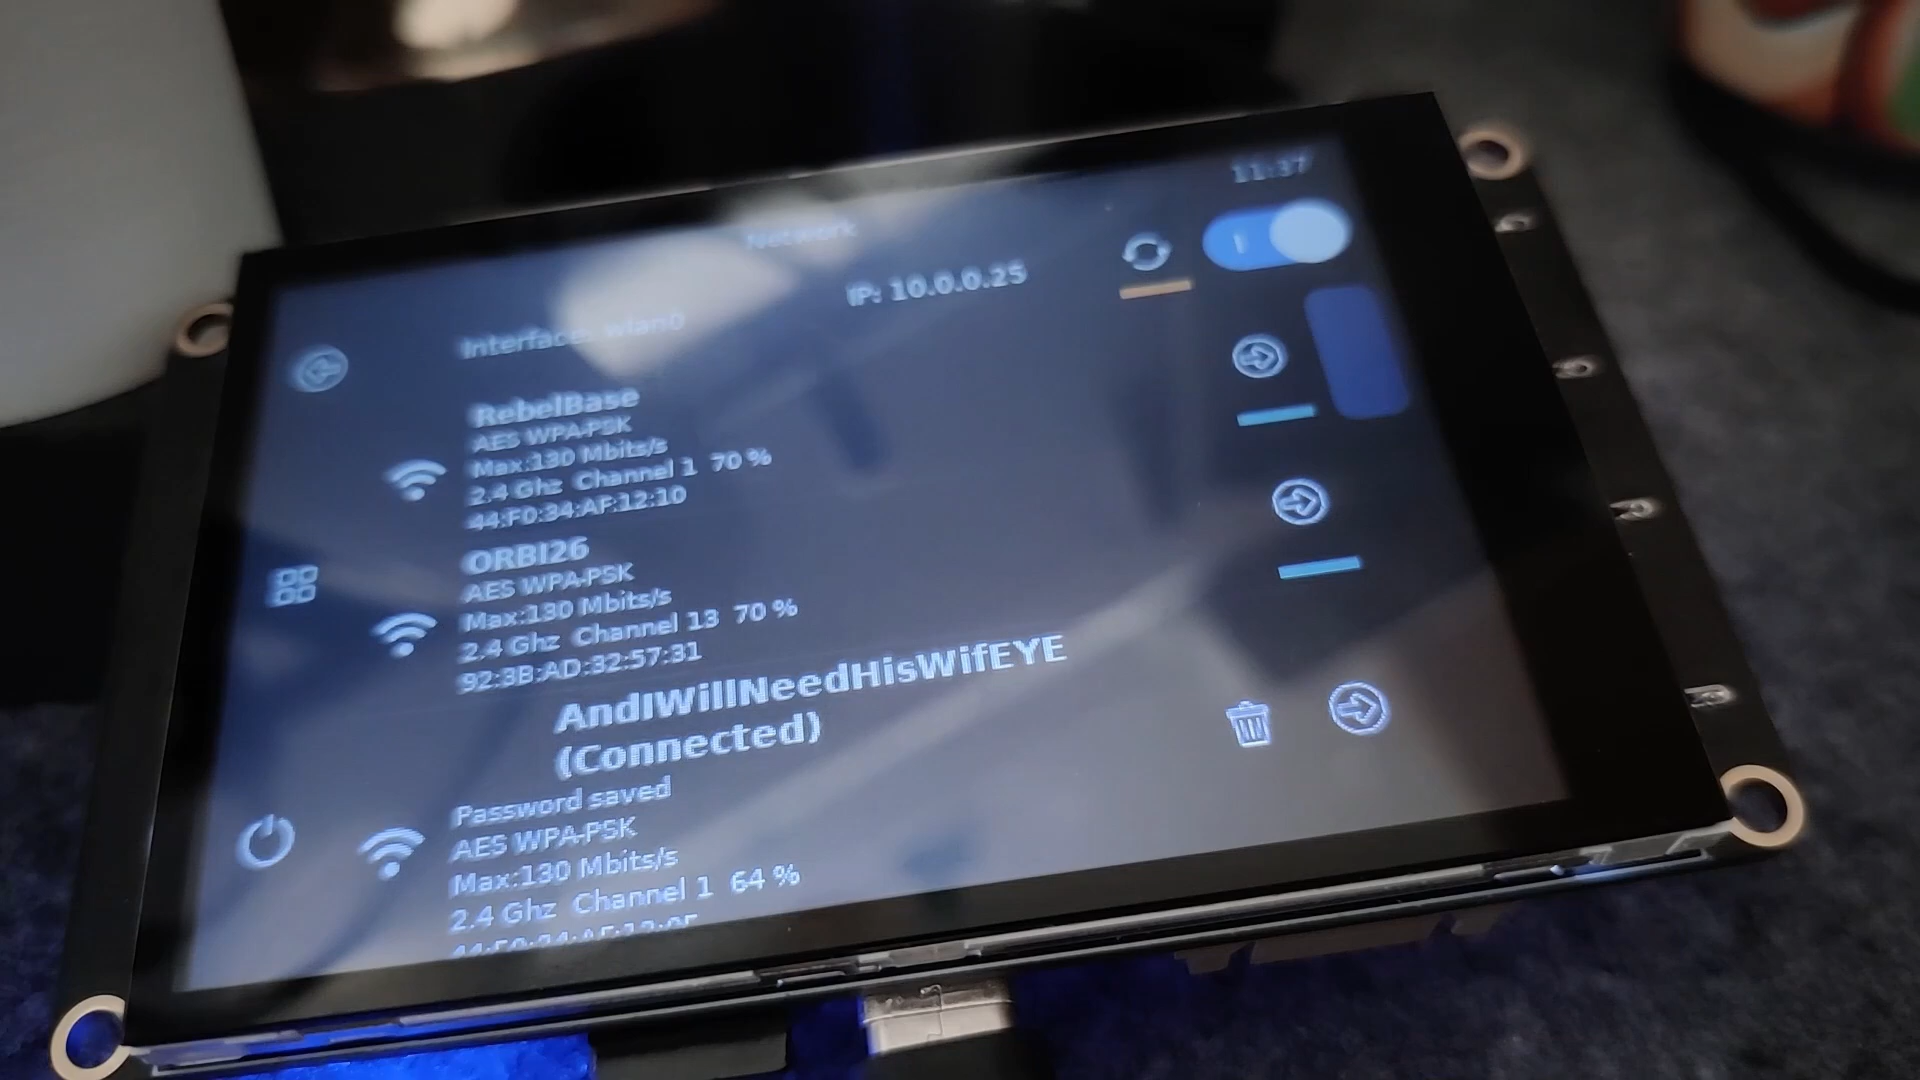 11:37
Network
Interface: wlan0
IP: 10.0.0.25
RebelBase
AES WPA-PSK
Max:130 Mbits/s
2.4 Ghz Channel 1 70 %
44:F0:34:AF:12:10
ORBI26
AES WPA-PSK
Max:130 Mbits/s
2.4 Ghz Channel 13 70 %
92:3B:AD:32:57:31
AndIWillNeedHisWifEYE
(Connected)
Password saved
AES WPA-PSK
Max:130 Mbits/s
2.4 Ghz Channel 1 64 %